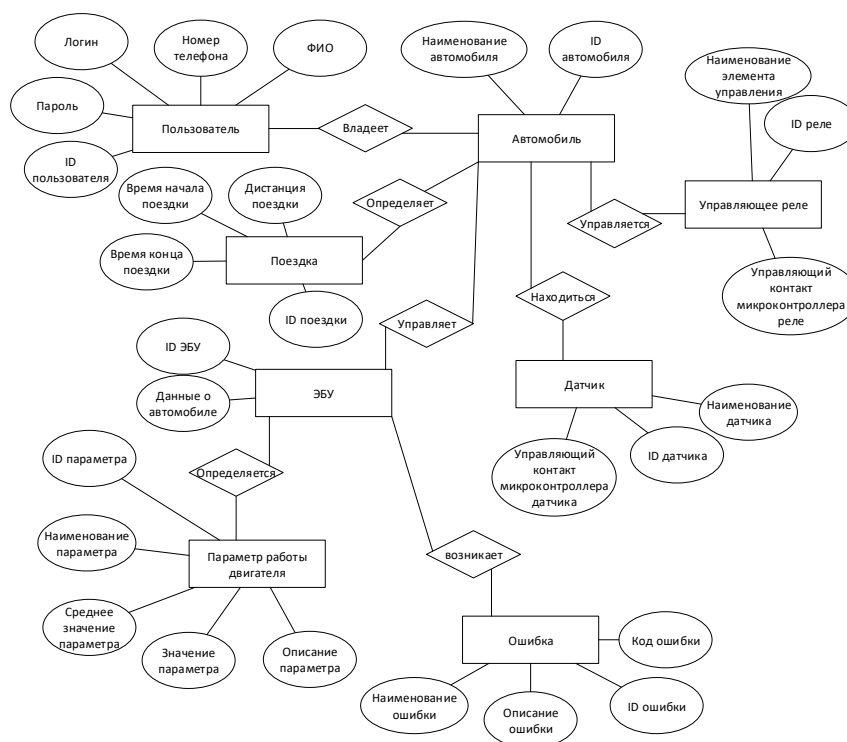 Логин
Номер
телефона
ФИО
Наименование
автомобиля
ID
автомобиля
Наименование
элемента
управления
Пароль
Пользователь
Владеет
Автомобиль
ID реле
ID
пользователя
Время начала
поездки
Дистанция
поездки
Определяет
Управляется
Управляющее реле
Время конца
поездки
Поездка
Управляющий
контакт
микроконтроллера
реле
ID поездки
Управляет
Находиться
ID ЭБУ
Данные о
автомобиле
ЭБУ
Датчик
Наименование
датчика
ID параметра
Определяется
Управляющий
контакт
микроконтроллера
датчика
ID датчика
Наименование
параметра
Параметр работы
двигателя
возникает
Среднее
значение
параметра
Значение
параметра
Описание
параметра
Ошибка
Код ошибки
Наименование
ошибки
Описание
ошибки
ID ошибки